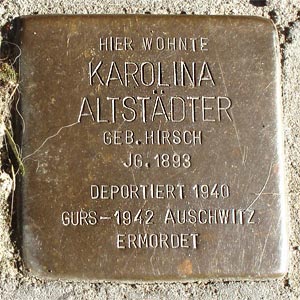 HIER WOHNTE
KAROLINA
ALTSTÄDTER
GEB. HIRSCH
JG. 1893
DEPORTIERT 1940
GURS – 1942 AUSCHWITZ
ERMORDET